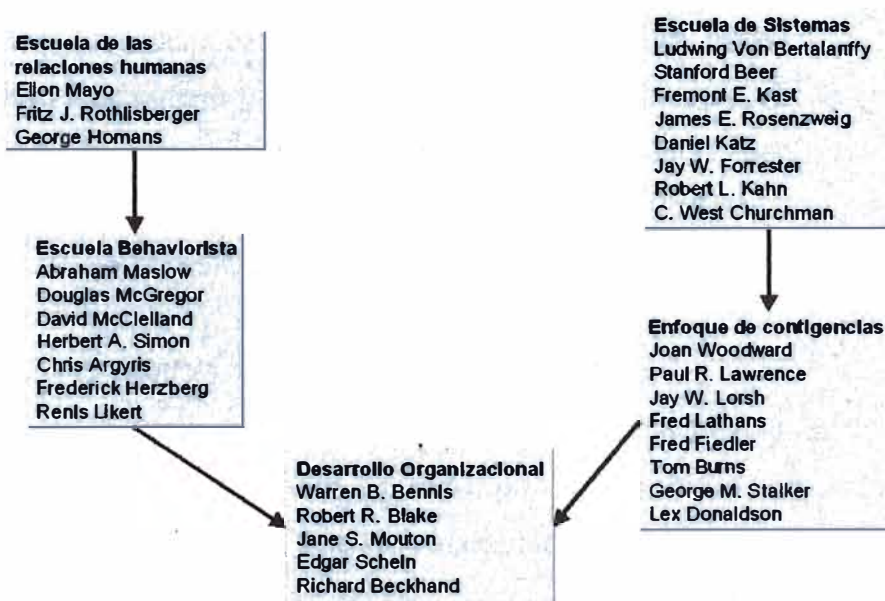 Escuela de las
relaciones humanas
Elton Mayo
Fritz J. Rothlisberger
George Homans
Escuela Behaviorista
Abraham Maslow
Douglas McGregor
David McClelland
Herbert A. Simon
Chris Argyris
Frederick Herzberg
Renis Likert
Escuela de Sistemas
Ludwing Von Bertalanffy
Stanford Beer
Fremont E. Kast
James E. Rosenzweig
Daniel Katz
Jay W. Forrester
Robert L. Kahn
C. West Churchman
Enfoque de contigencias
Joan Woodward
Paul R. Lawrence
Jay W. Lorsh
Fred Lathans
Fred Fiedler
Tom Burns
George M. Stalker
Lex Donaldson
Desarrollo Organizacional
Warren B. Bennis
Robert R. Blake
Jane S. Mouton
Edgar Schein
Richard Beckhand